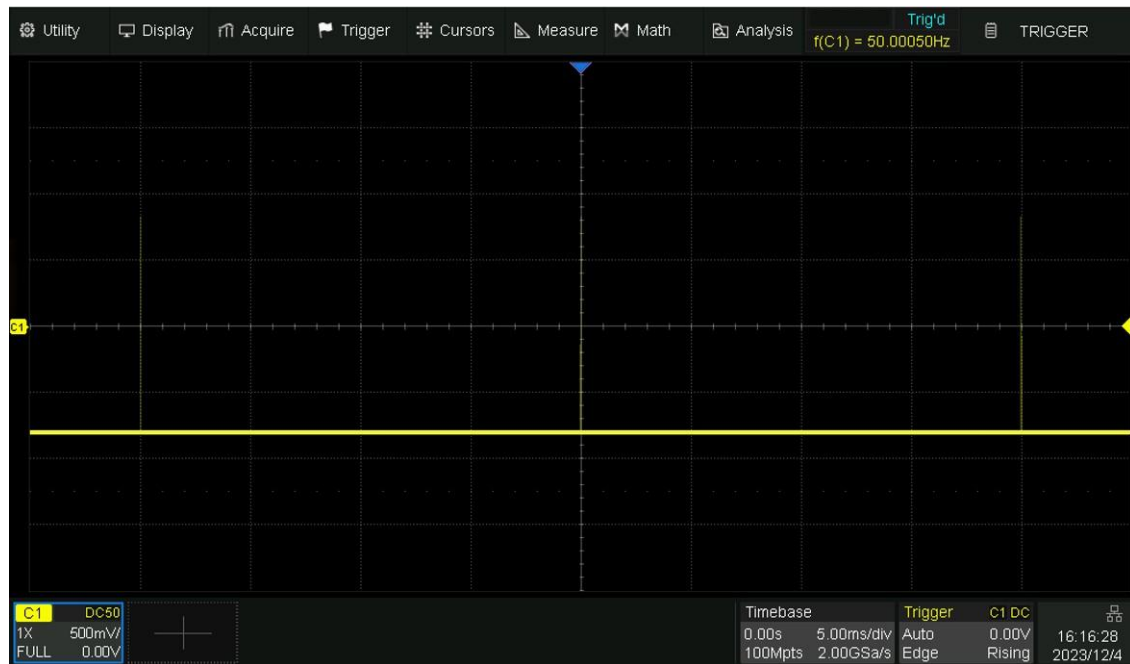 Utility Display Acquire Trigger Cursors Measure Math Analysis
Trig'd
f(C1) = 50.00050Hz
TRIGGER
C1
C1 DC50
1X 500mV/
FULL 0.00V
Timebase
0.00s 5.00ms/div
100Mpts 2.00GSa/s
Trigger C1 DC
Auto 0.00V
Edge Rising
16:16:28
2023/12/4